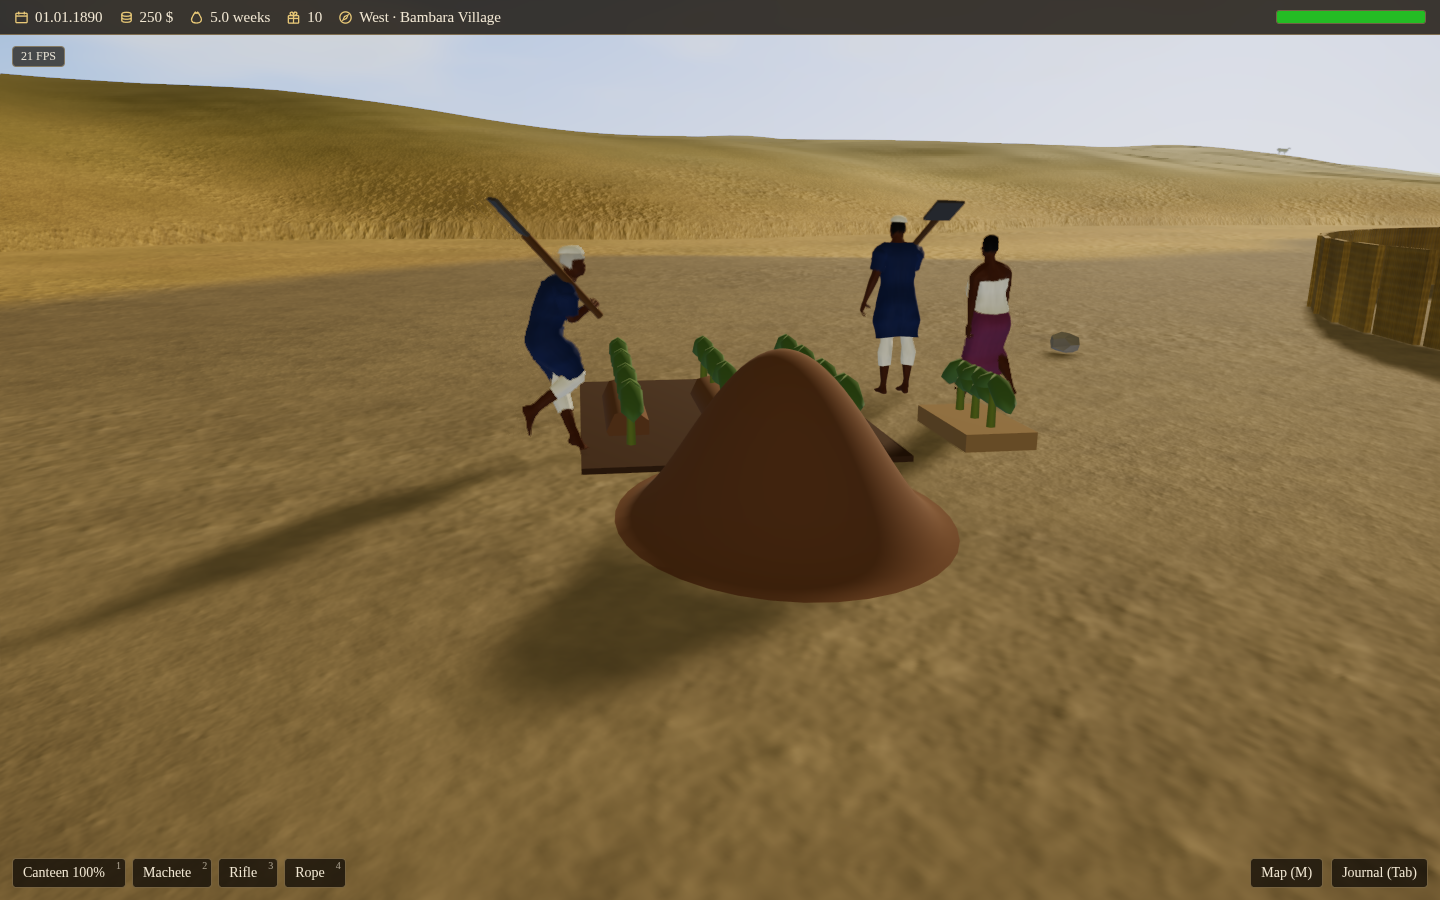 01.01.1890 250 $ 5.0 weeks 10 West · Bambara Village
21 FPS
Canteen 100% 1 Machete 2 Rifle 3 Rope 4 Map (M) Journal (Tab)